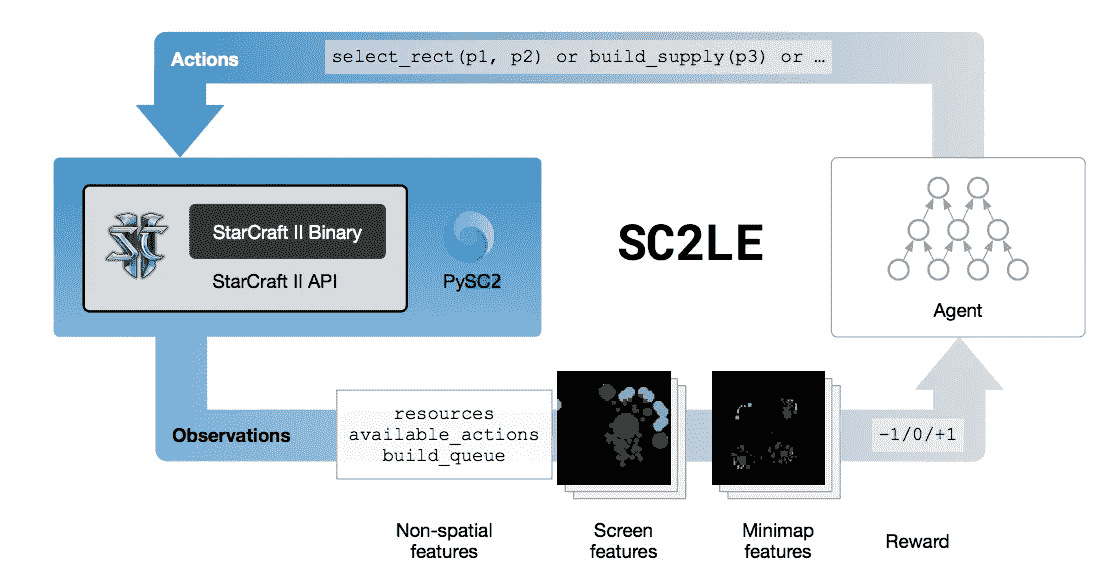 Actions
select_rect(p1, p2) or build_supply(p3) or …
SC
StarCraft II Binary
StarCraft II API
PySC2
SC2LE
Agent
Observations
resources
available_actions
build_queue
-1/0/+1
Non-spatial
features
Screen
features
Minimap
features
Reward